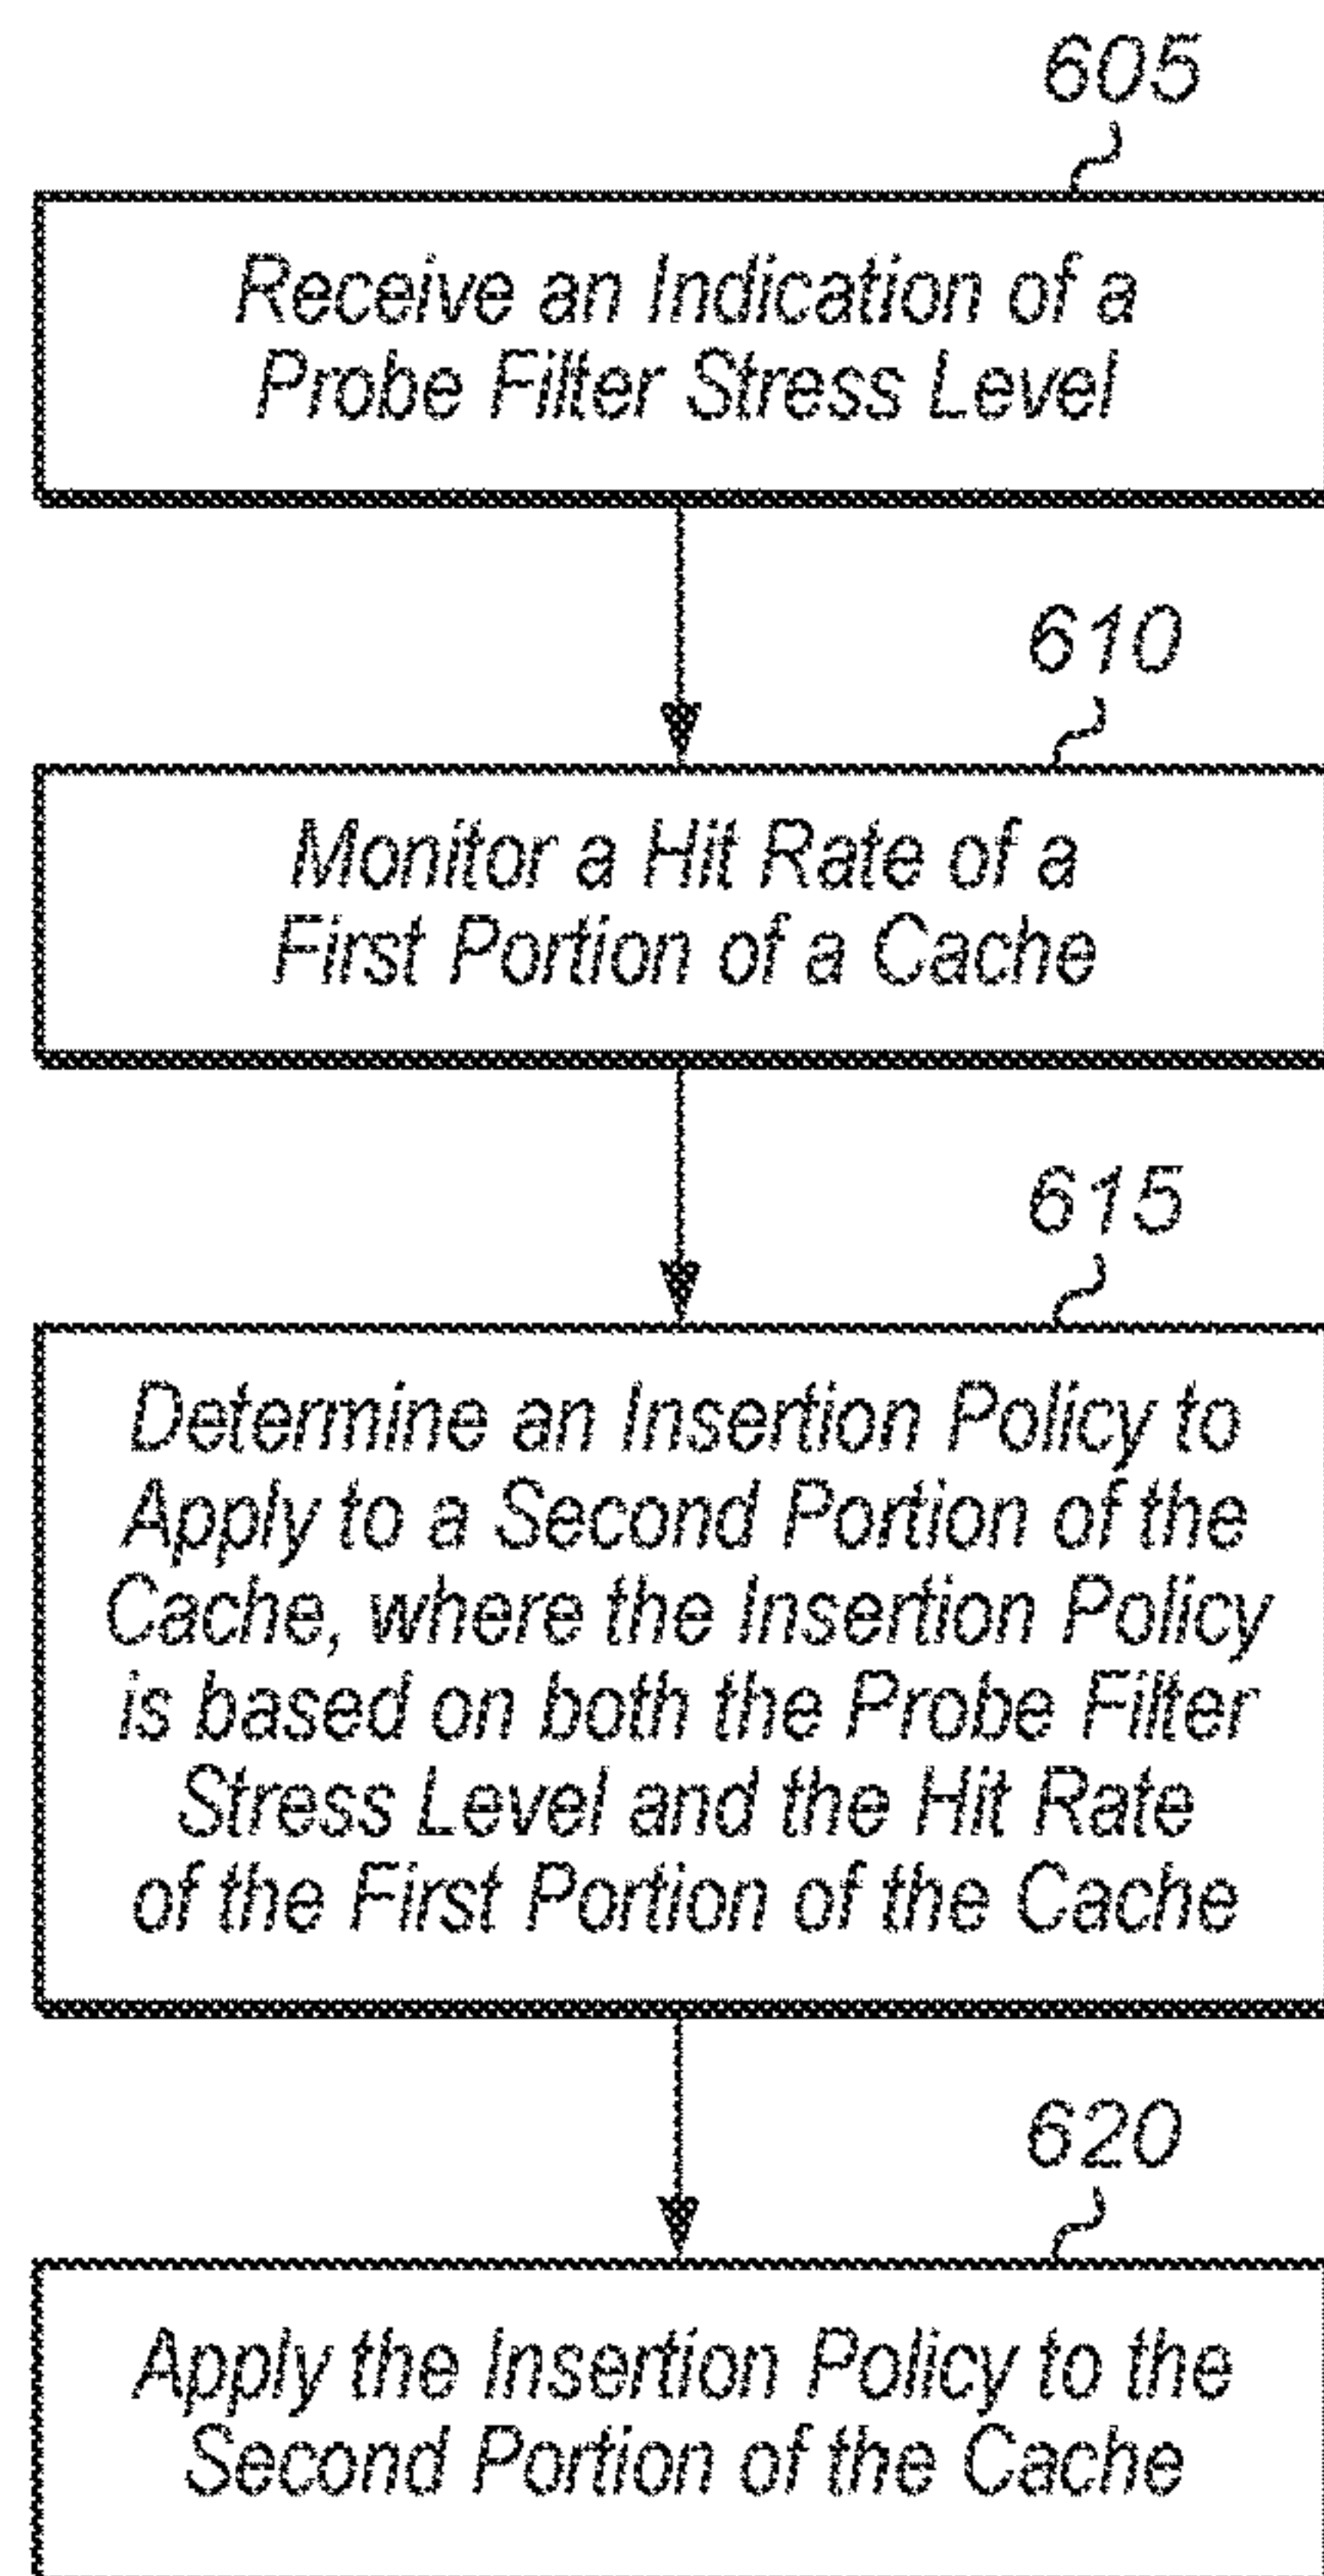 605
Receive an Indication of a
Probe Filter Stress Level
610
Monitor a Hit Rate of a
First Portion of a Cache
615
Determine an Insertion Policy to
Apply to a Second Portion of the
Cache, where the Insertion Policy
is based on both the Probe Filter
Stress Level and the Hit Rate
of the First Portion of the Cache
620
Apply the Insertion Policy to the
Second Portion of the Cache